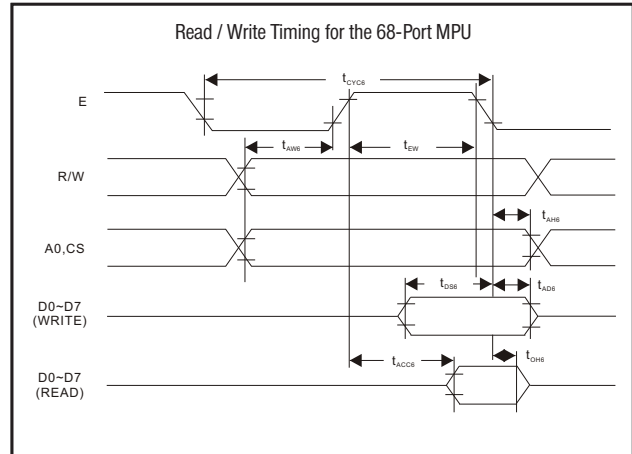 Read / Write Timing for the 68-Port MPU
tCYC6
E
tAW6
tEW
R/W
tAH6
A0,CS
tDS6
tAD6
D0~D7
(WRITE)
tOH6
tACC6
D0~D7
(READ)